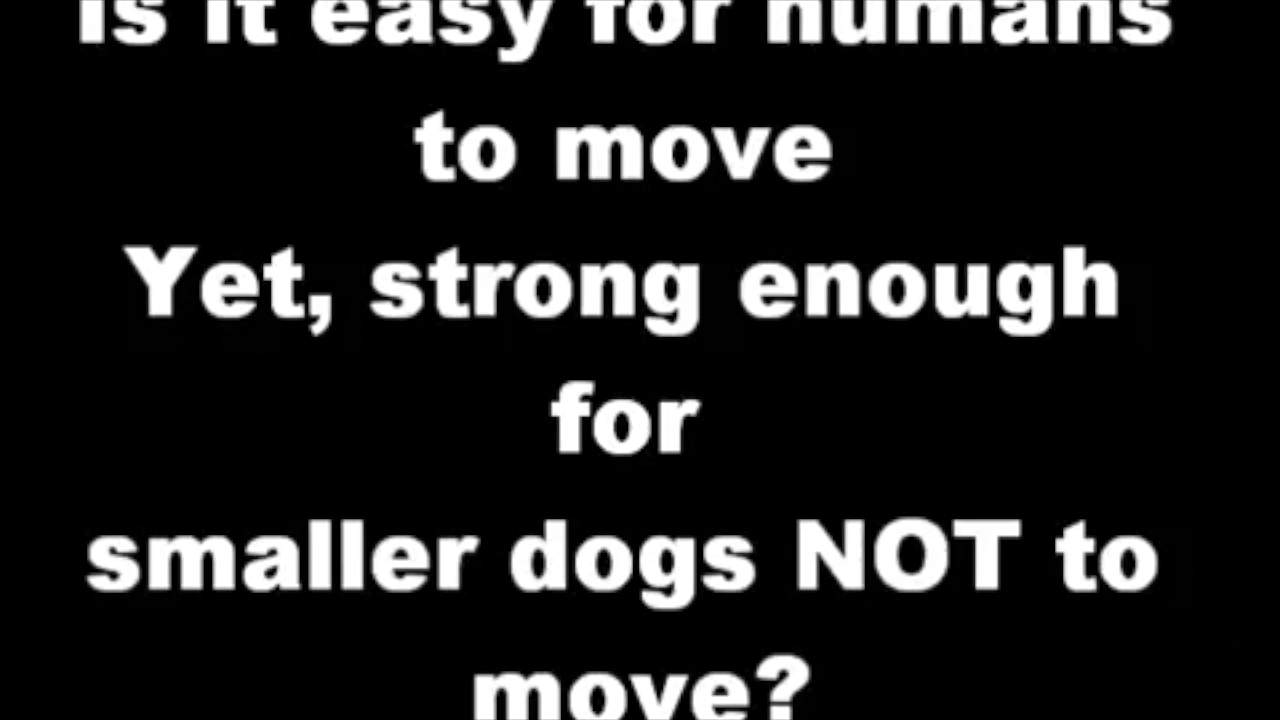 Is it easy for humans
to move
Yet, strong enough
for
smaller dogs NOT to
move?